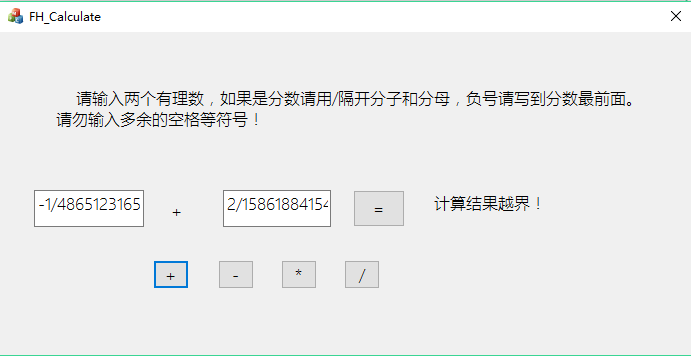 FH_Calculate
请输入两个有理数，如果是分数请用/隔开分子和分母，负号请写到分数最前面。
请勿输入多余的空格等符号！
-1/4865123165 + 2/15861884154 = 计算结果越界！
+ - * /